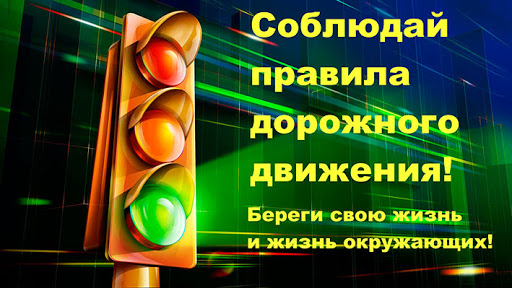 Соблюдай
правила
дорожного
движения!
Береги свою жизнь
и жизнь окружающих!